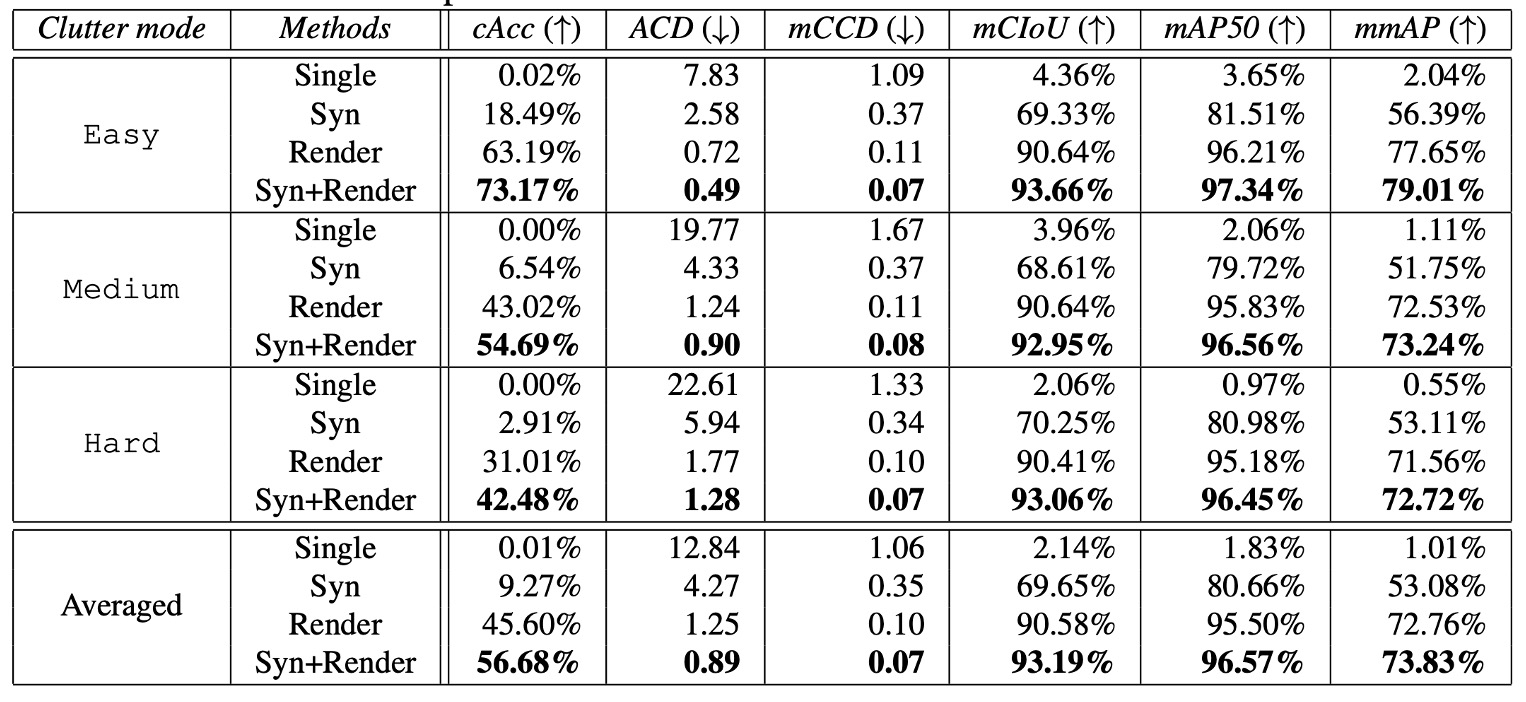 Clutter mode Methods cAcc (↑) ACD (↓) mCCD (↓) mCIoU (↑) mAP50 (↑) mmAP (↑)
Single 0.02% 7.83 1.09 4.36% 3.65% 2.04%
Syn 18.49% 2.58 0.37 69.33% 81.51% 56.39%
Easy
Render 63.19% 0.72 0.11 90.64% 96.21% 77.65%
Syn+Render 73.17% 0.49 0.07 93.66% 97.34% 79.01%
Single 0.00% 19.77 1.67 3.96% 2.06% 1.11%
Syn 6.54% 4.33 0.37 68.61% 79.72% 51.75%
Medium
Render 43.02% 1.24 0.11 90.64% 95.83% 72.53%
Syn+Render 54.69% 0.90 0.08 92.95% 96.56% 73.24%
Single 0.00% 22.61 1.33 2.06% 0.97% 0.55%
Syn 2.91% 5.94 0.34 70.25% 80.98% 53.11%
Hard
Render 31.01% 1.77 0.10 90.41% 95.18% 71.56%
Syn+Render 42.48% 1.28 0.07 93.06% 96.45% 72.72%
Single 0.01% 12.84 1.06 2.14% 1.83% 1.01%
Syn 9.27% 4.27 0.35 69.65% 80.66% 53.08%
Averaged
Render 45.60% 1.25 0.10 90.58% 95.50% 72.76%
Syn+Render 56.68% 0.89 0.07 93.19% 96.57% 73.83%